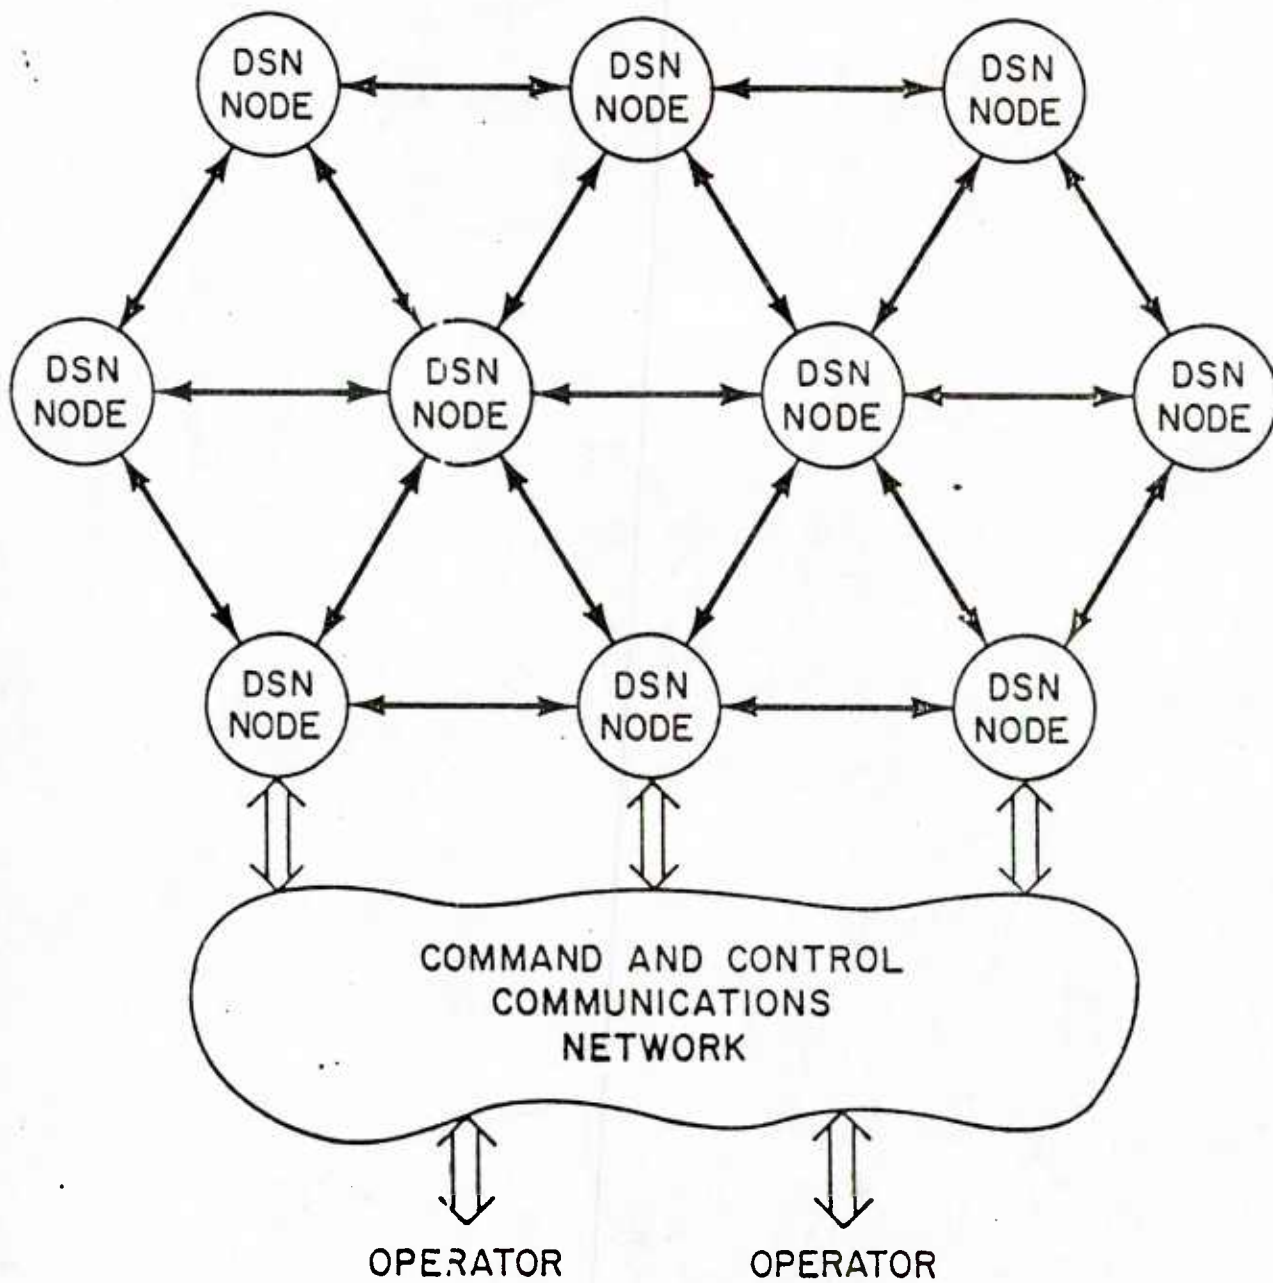 DSN
NODE
DSN
NODE
DSN
NODE
DSN
NODE
DSN
NODE
DSN
NODE
DSN
NODE
DSN
NODE
DSN
NODE
DSN
NODE
COMMAND AND CONTROL
COMMUNICATIONS
NETWORK
OPERATOR
OPERATOR